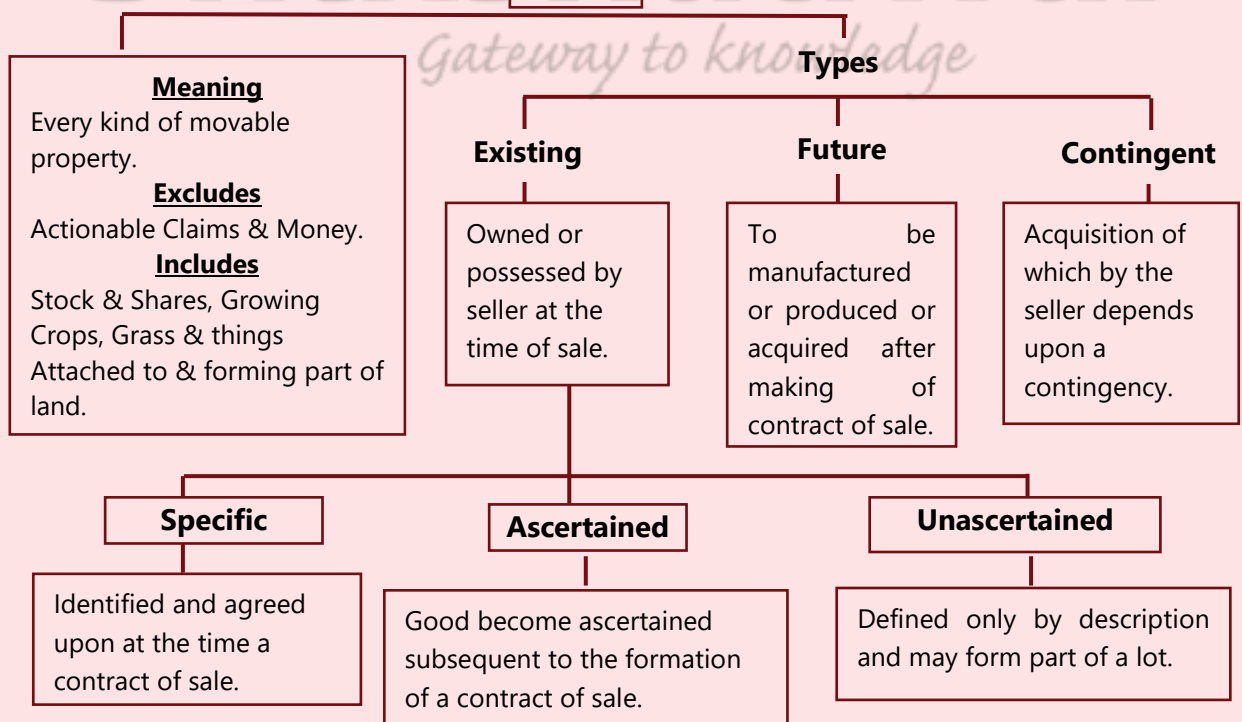 Gateway to knowledge
Types
Meaning
Every kind of movable
property.
Excludes
Actionable Claims & Money.
Includes
Stock & Shares, Growing
Crops, Grass & things
Attached to & forming part of
land.
Existing
Future
Contingent
Owned or
possessed by
seller at the
time of sale.
To be
manufactured
or produced or
acquired after
making of
contract of sale.
Acquisition of
which by the
seller depends
upon a
contingency.
Specific
Ascertained
Unascertained
Identified and agreed
upon at the time a
contract of sale.
Good become ascertained
subsequent to the formation
of a contract of sale.
Defined only by description
and may form part of a lot.